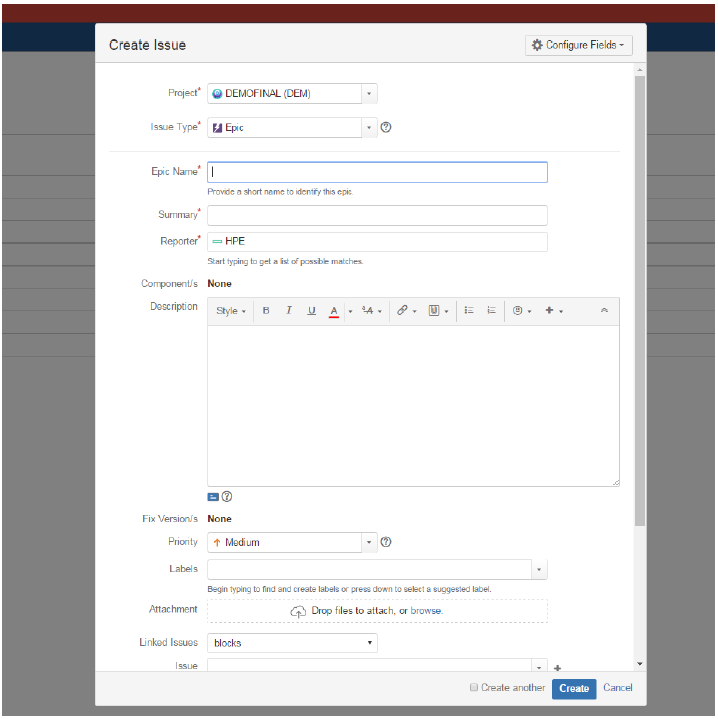 Create Issue
Configure Fields
Project*
DEMOFINAL (DEM)
Issue Type*
Epic
Epic Name*
Provide a short name to identify this epic.
Summary*
Reporter*
HPE
Start typing to get a list of possible matches.
Component/s None
Description
Style B I U A
Fix Version/s None
Priority
Medium
Labels
Begin typing to find and create labels or press down to select a suggested label.
Attachment
Drop files to attach, or browse.
Linked Issues
blocks
Issue
Create another Create Cancel